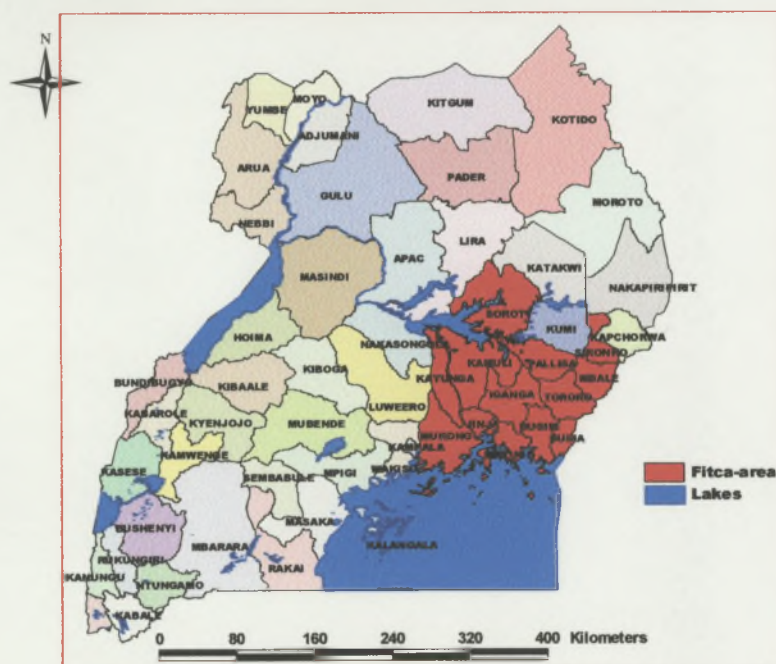 N
YUMBE
MOYO
ADJUMANI
KITGUM
KOTIDO
ARUA
PADER
GULU
MOROTO
NEBBI
LIRA
APAC
KATAKWI
MASINDI
NAKAPIRIPIRIT
SOROTI
KUMI
HOIMA
KAPCHORWA
SIRONKO
KIBOGA
KAMULI
PALLISA
BUNDIBUGYO
KIBAALE
KAYUNGA
MBALE
IGANGA
LUWEERO
TORORO
KABAROLE
KYENJOJO
MUBENDE
KAMPALA
MUKONO
BUSIA
KAMWENGE
WAKISO
KASESE
SEMBABULE
MPIGI
Fitca-area
MASAKA
Lakes
BUSHENYI
MBARARA
KALANGALA
RUKUNGIRI
RAKAI
KANUNGU
NTUNGAMO
KABALE
0 80 160 240 320 400 Kilometers